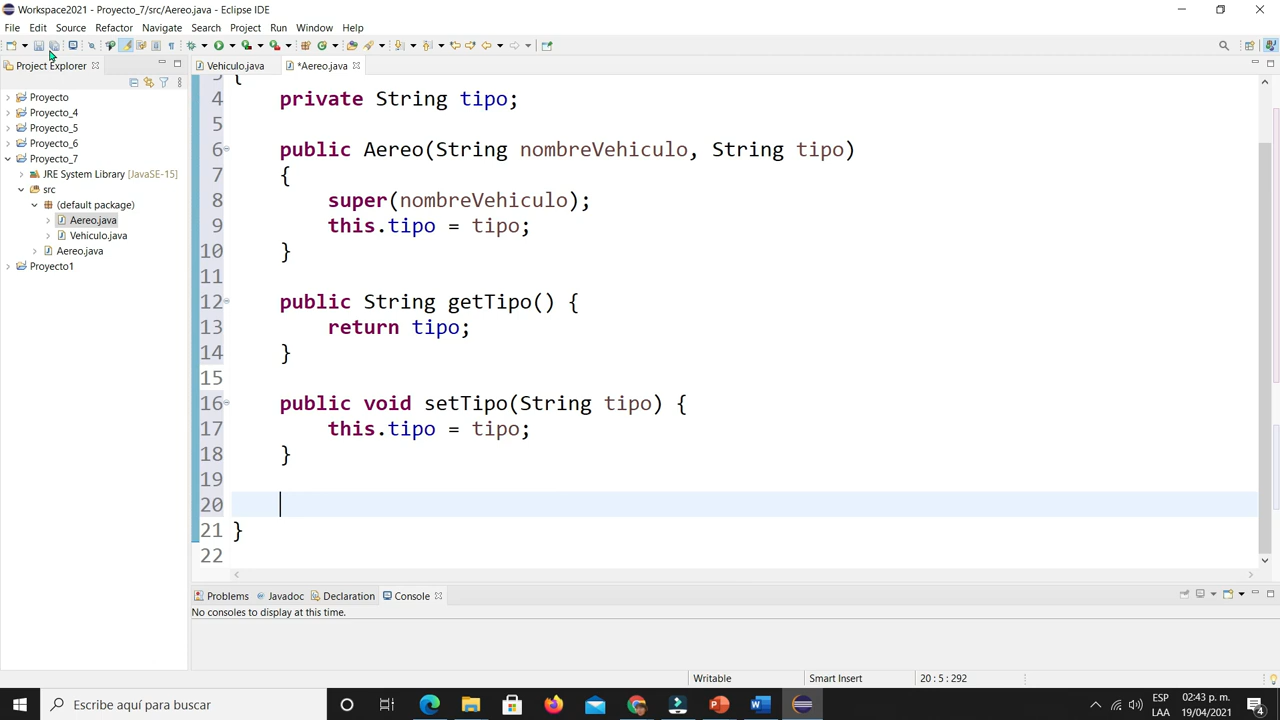 Workspace2021 - Proyecto_7/src/Aereo.java - Eclipse IDE
File Edit Source Refactor Navigate Search Project Run Window Help
Project Explorer
Vehiculo.java
*Aereo.java
Proyecto
Proyecto_4
Proyecto_5
Proyecto_6
Proyecto_7
JRE System Library [JavaSE-15]
src
(default package)
Aereo.java
Vehiculo.java
Aereo.java
Proyecto1
{
4 private String tipo;
5
6 public Aereo(String nombreVehiculo, String tipo)
7 {
8 super(nombreVehiculo);
9 this.tipo = tipo;
10 }
11
12 public String getTipo() {
13 return tipo;
14 }
15
16 public void setTipo(String tipo) {
17 this.tipo = tipo;
18 }
19
20
21 }
22
Problems Javadoc Declaration Console
No consoles to display at this time.
Writable Smart Insert 20 : 5 : 292
Escribe aquí para buscar
ESP 02:43 p. m.
LAA 19/04/2021
4